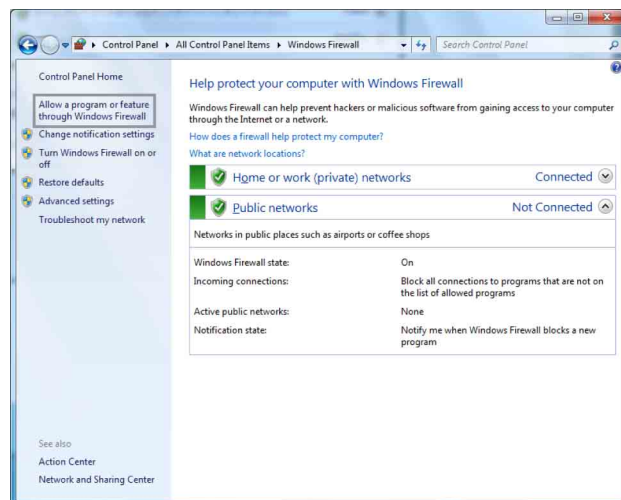 Control Panel ▸ All Control Panel Items ▸ Windows Firewall
Search Control Panel
Control Panel Home
Allow a program or feature
through Windows Firewall
Change notification settings
Turn Windows Firewall on or
off
Restore defaults
Advanced settings
Troubleshoot my network
See also
Action Center
Network and Sharing Center
Help protect your computer with Windows Firewall
Windows Firewall can help prevent hackers or malicious software from gaining access to your computer
through the Internet or a network.
How does a firewall help protect my computer?
What are network locations?
Home or work (private) networks Connected
Public networks Not Connected
Networks in public places such as airports or coffee shops
Windows Firewall state: On
Incoming connections: Block all connections to programs that are not on
the list of allowed programs
Active public networks: None
Notification state: Notify me when Windows Firewall blocks a new
program